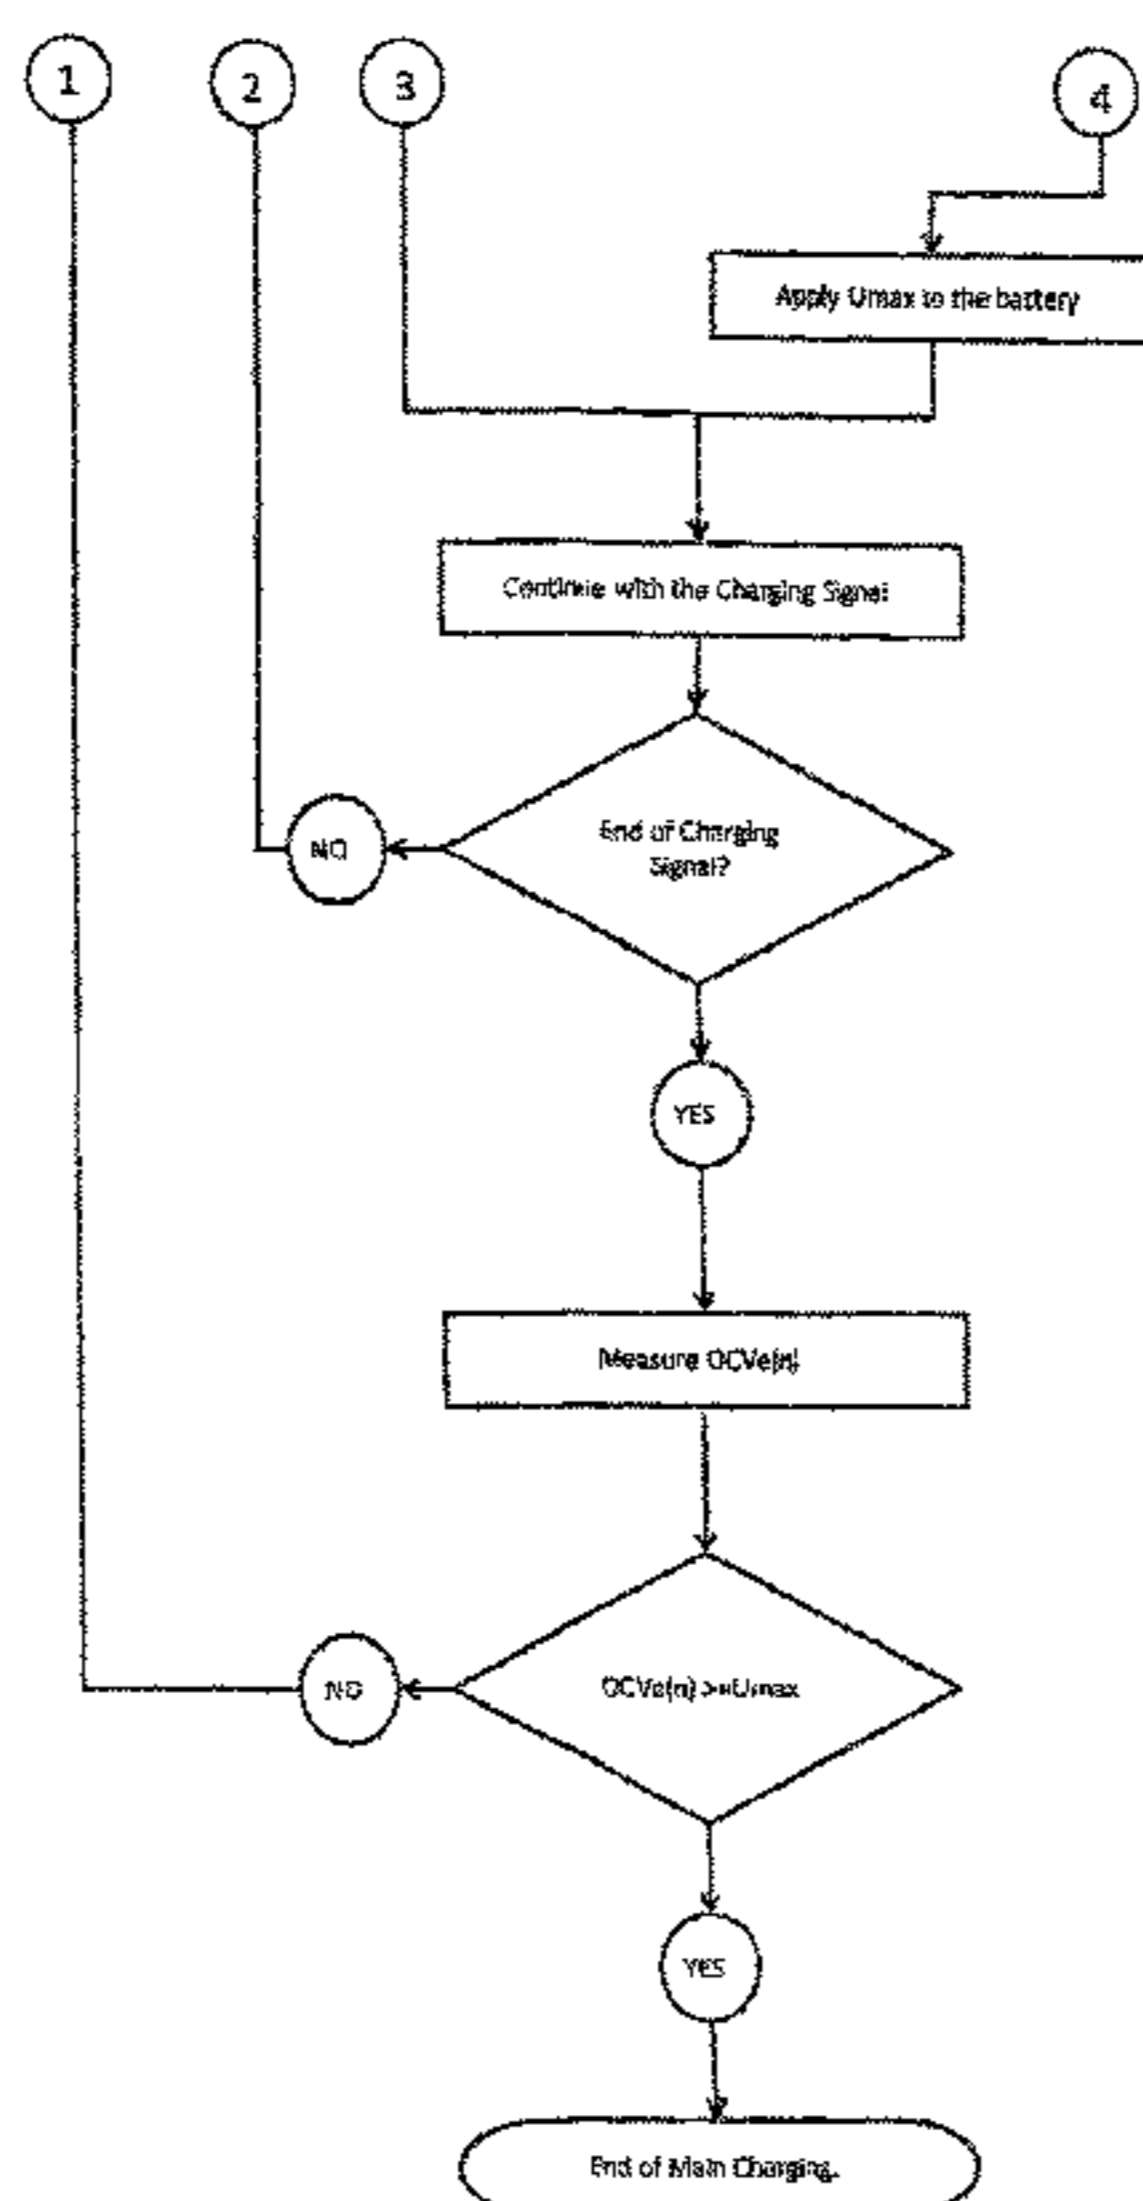 1
2
3
4
Apply Umax to the battery
Continue with the Charging Signal
End of Charging
Signal?
NO
YES
Measure OCVe(n)
OCVe(n) >=Umax
NO
YES
End of Main Charging.